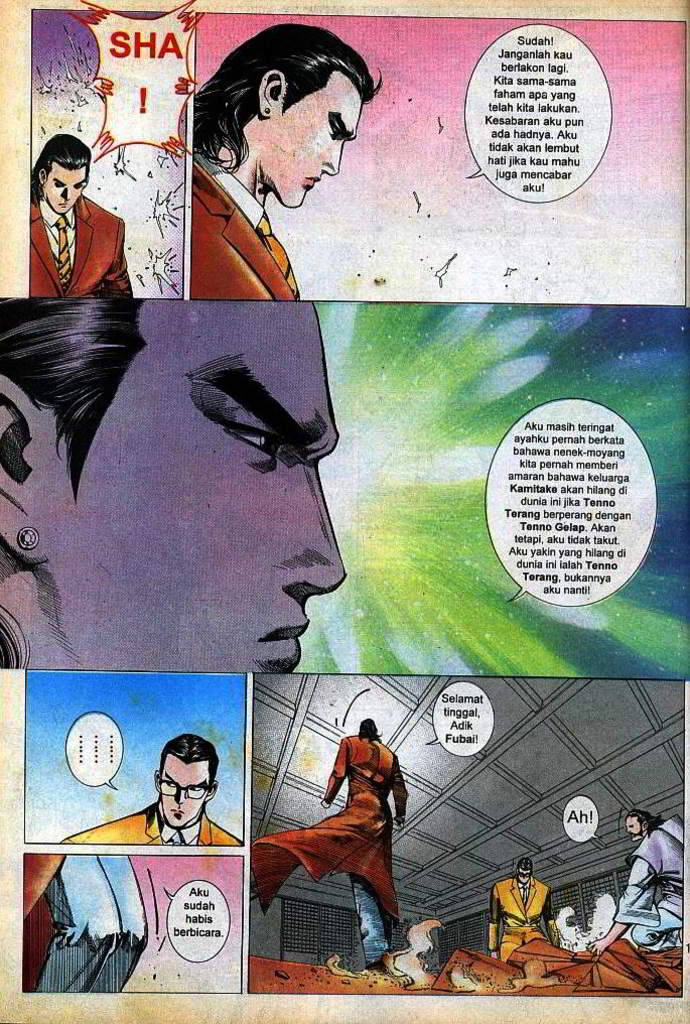 SHA
!
Sudah!
Janganlah kau
berlakon lagi.
Kita sama-sama
faham apa yang
telah kita lakukan.
Kesabaran aku pun
ada hadnya. Aku
tidak akan lembut
hati jika kau mahu
juga mencabar
aku!
Aku masih teringat
ayahku pernah berkata
bahawa nenek-moyang
kita pernah memberi
amaran bahawa keluarga
Kamitake akan hilang di
dunia ini jika Tenno
Terang berperang dengan
Tenno Gelap. Akan
tetapi, aku tidak takut.
Aku yakin yang hilang di
dunia ini ialah Tenno
Terang, bukannya
aku nanti!
Selamat
tinggal,
Adik
Fubai!
Ah!
Aku
sudah
habis
berbicara.
1